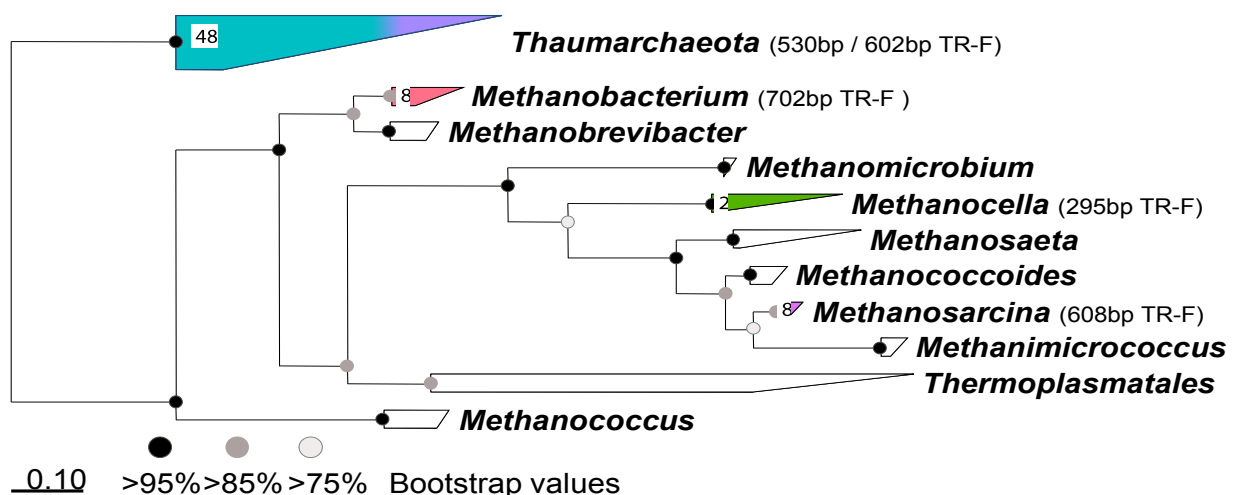 48
Thaumarchaeota (530bp / 602bp TR-F)
8 Methanobacterium (702bp TR-F )
Methanobrevibacter
Methanomicrobium
2 Methanocella (295bp TR-F)
Methanosaeta
Methanococcoides
8 Methanosarcina (608bp TR-F)
Methanimicrococcus
Thermoplasmatales
Methanococcus
0.10 >95% >85% >75% Bootstrap values